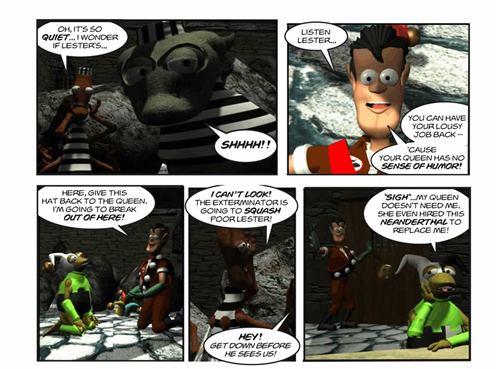 OH, IT'S SO
QUIET... I WONDER
IF LESTER'S...
SHHHH!!
LISTEN
LESTER...
YOU CAN HAVE
YOUR LOUSY
JOB BACK --
'CAUSE
YOUR QUEEN HAS NO
SENSE OF HUMOR!
HERE, GIVE THIS
HAT BACK TO THE QUEEN.
I'M GOING TO BREAK
OUT OF HERE!
I CAN'T LOOK!
THE EXTERMINATOR IS
GOING TO SQUASH
POOR LESTER!
HEY!
GET DOWN BEFORE
HE SEES US!
*SIGH*...MY QUEEN
DOESN'T NEED ME,
SHE EVEN HIRED THIS
NEANDERTHAL TO
REPLACE ME!